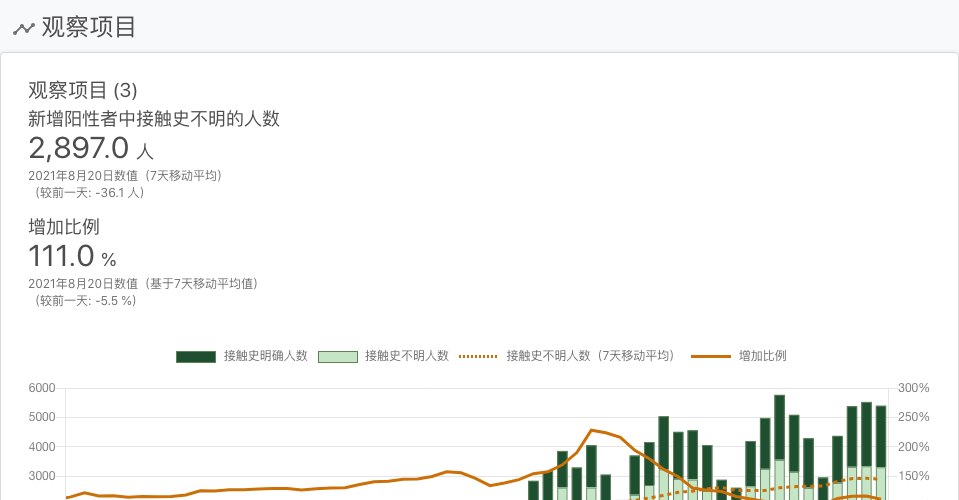 观察项目
观察项目 (3)
新增阳性者中接触史不明的人数
2,897.0 人
2021年8月20日数值（7天移动平均）
（较前一天: -36.1 人）
增加比例
111.0 %
2021年8月20日数值（基于7天移动平均值）
（较前一天: -5.5 %）
接触史明确人数 接触史不明人数 接触史不明人数（7天移动平均） 增加比例
6000 300%
5000 250%
4000 200%
3000 150%